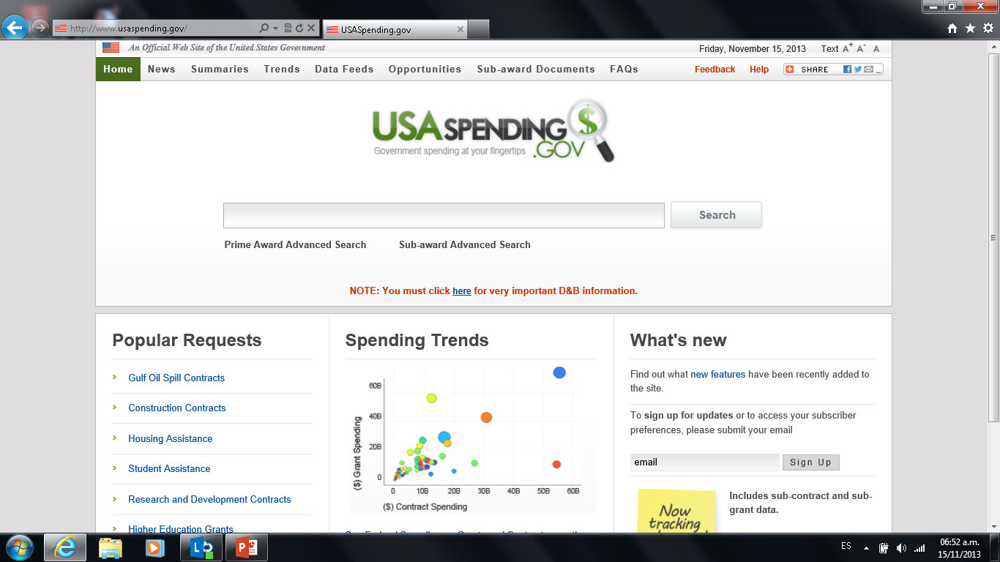 http://www.usaspending.gov/
USASpending.gov
An Official Web Site of the United States Government
Friday, November 15, 2013 Text A+ A- A
Home News Summaries Trends Data Feeds Opportunities Sub-award Documents FAQs Feedback Help SHARE
USASPENDING
.GOV
Government spending at your fingertips
Search
Prime Award Advanced Search Sub-award Advanced Search
NOTE: You must click here for very important D&B information.
Popular Requests
Gulf Oil Spill Contracts
Construction Contracts
Housing Assistance
Student Assistance
Research and Development Contracts
Higher Education Grants
Spending Trends
($) Grant Spending
60B
40B
20B
0
0 10B 20B 30B 40B 50B 60B
($) Contract Spending
What's new
Find out what new features have been recently added to
the site.
To sign up for updates or to access your subscriber
preferences, please submit your email
email Sign Up
Now
tracking
Includes sub-contract and sub-
grant data.
ES
06:52 a.m.
15/11/2013